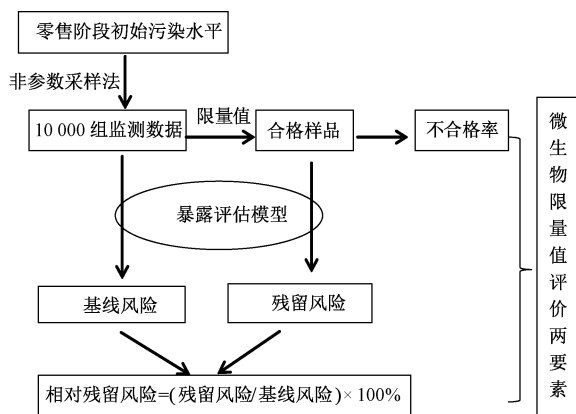 零售阶段初始污染水平
非参数采样法
10 000 组监测数据
限量值
合格样品
不合格率
暴露评估模型
基线风险
残留风险
相对残留风险=(残留风险/基线风险)×100%
微生物限量值评价两要素